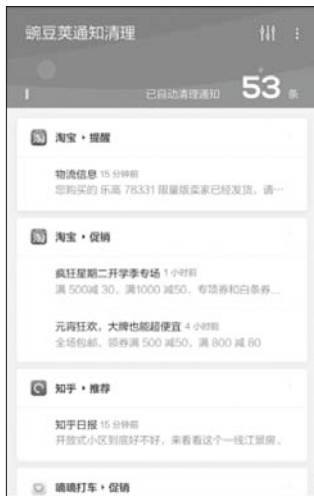 豌豆荚通知清理
已自动清理通知 53 条
淘宝・提醒
物流信息 15 分钟前
您购买的 乐高 78331 限量版卖家已经发货，请…
淘宝・促销
疯狂星期二开学季专场 1 小时前
满 500减 30、满1000 减50、专项券和白条券...
元宵狂欢，大牌也能超便宜 4 小时前
全场包邮、领券满 500 减50、满 800 减 80
知乎・推荐
知乎日报 15 分钟前
开放式小区到底好不好，来看看这个一线江景房、
嘀嘀打车・促销